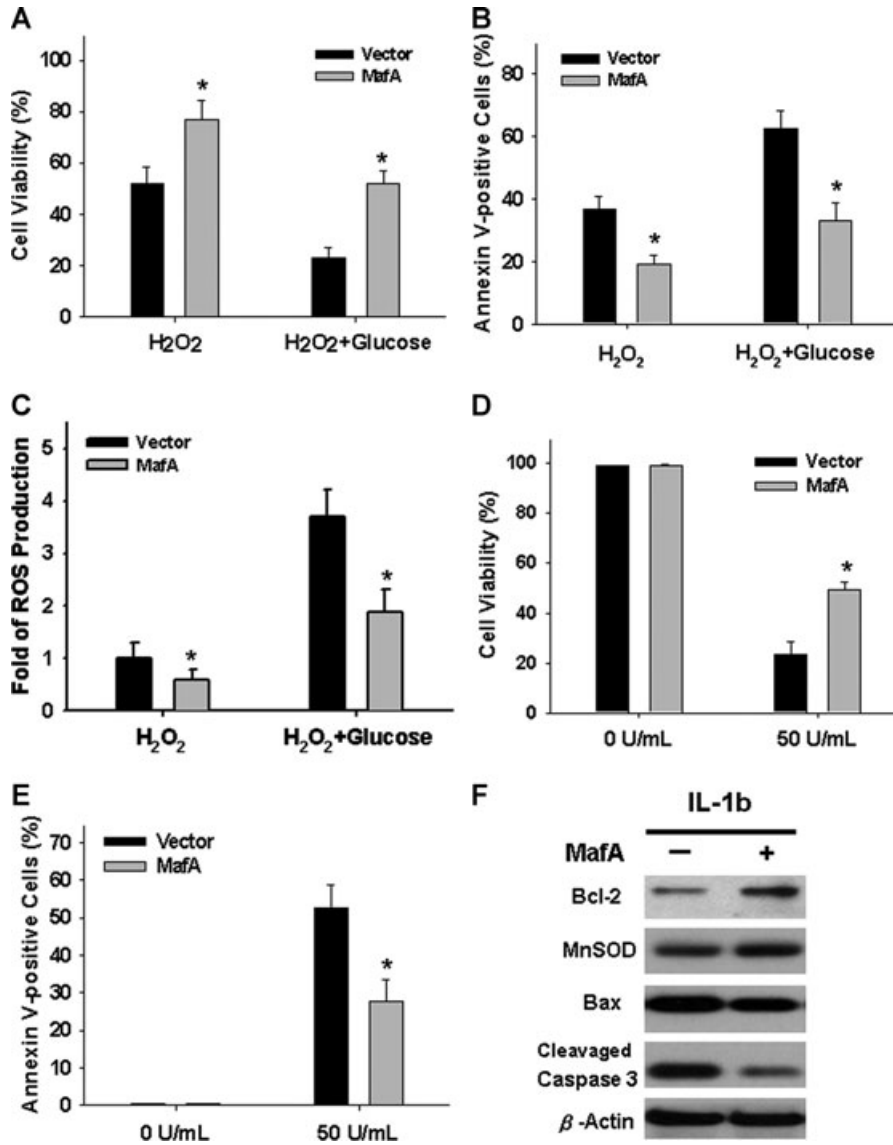 A
Cell Viability (%)
100
80
60
40
20
0
Vector
MafA
*
*
H2O2
H2O2+Glucose
B
Annexin V-positive Cells (%)
80
60
40
20
0
Vector
MafA
*
*
H2O2
H2O2+Glucose
C
Fold of ROS Production
5
4
3
2
1
0
Vector
MafA
*
*
H2O2
H2O2+Glucose
D
Cell Viability (%)
100
80
60
40
20
0
Vector
MafA
*
0 U/mL
50 U/mL
E
Annexin V-positive Cells (%)
70
60
50
40
30
20
10
0
Vector
MafA
*
0 U/mL
50 U/mL
F
IL-1b
MafA − +
Bcl-2
MnSOD
Bax
Cleavaged
Caspase 3
β-Actin